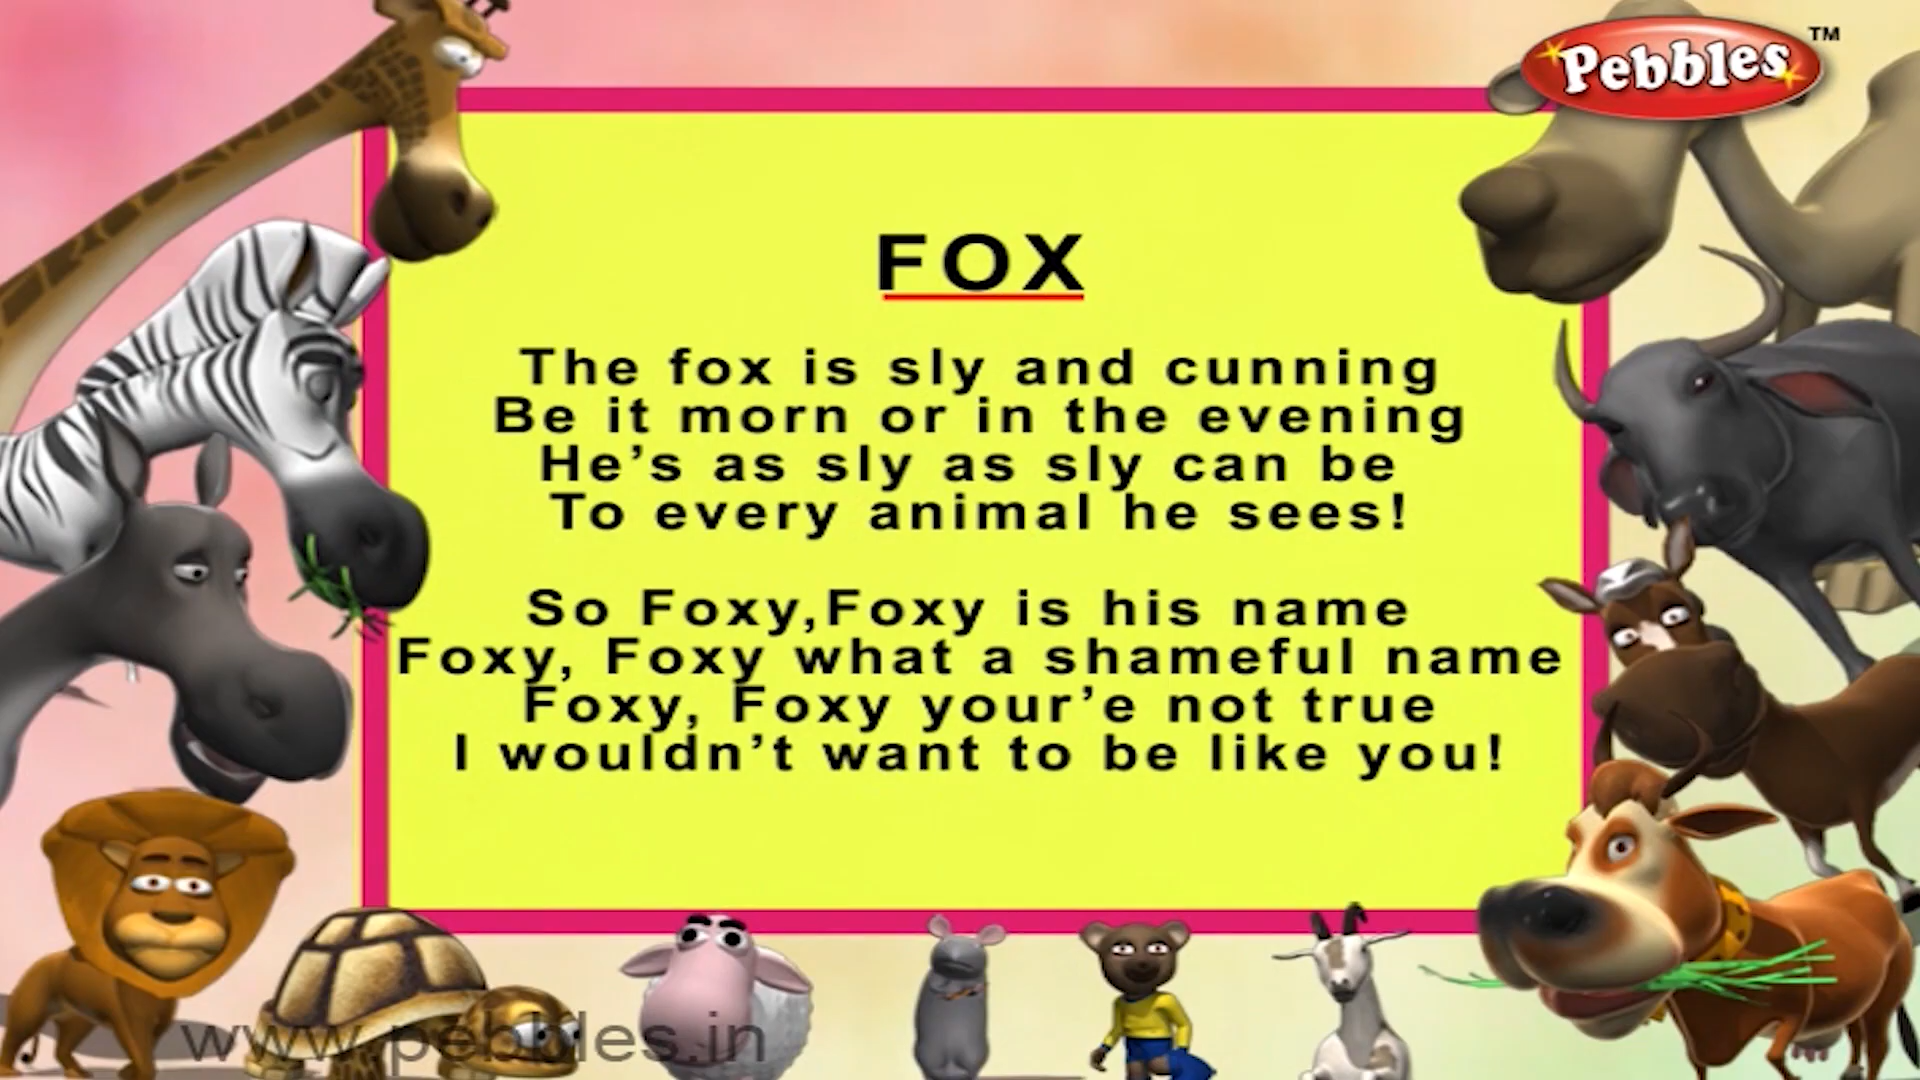 Pebbles™
FOX
The fox is sly and cunning
Be it morn or in the evening
He's as sly as sly can be
To every animal he sees!
So Foxy,Foxy is his name
Foxy, Foxy what a shameful name
Foxy, Foxy your'e not true
I wouldn't want to be like you!
www.pebbles.in